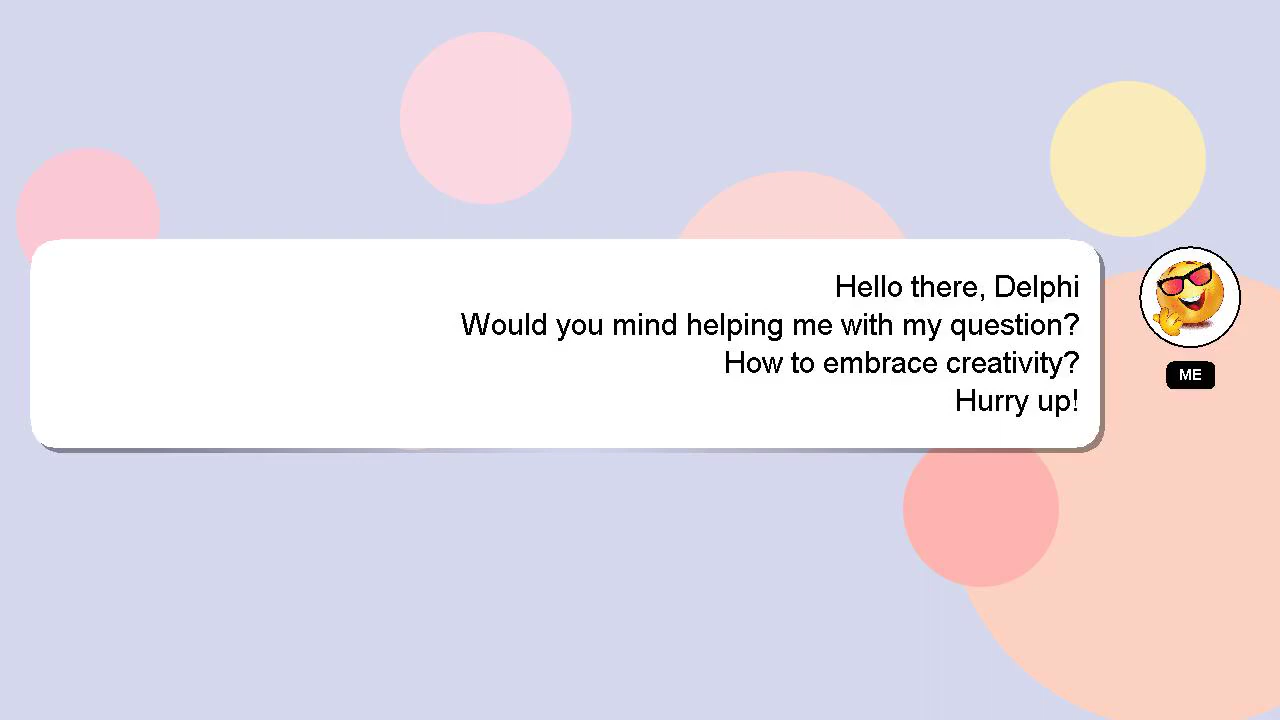 Hello there, Delphi
Would you mind helping me with my question?
How to embrace creativity?
Hurry up!
ME